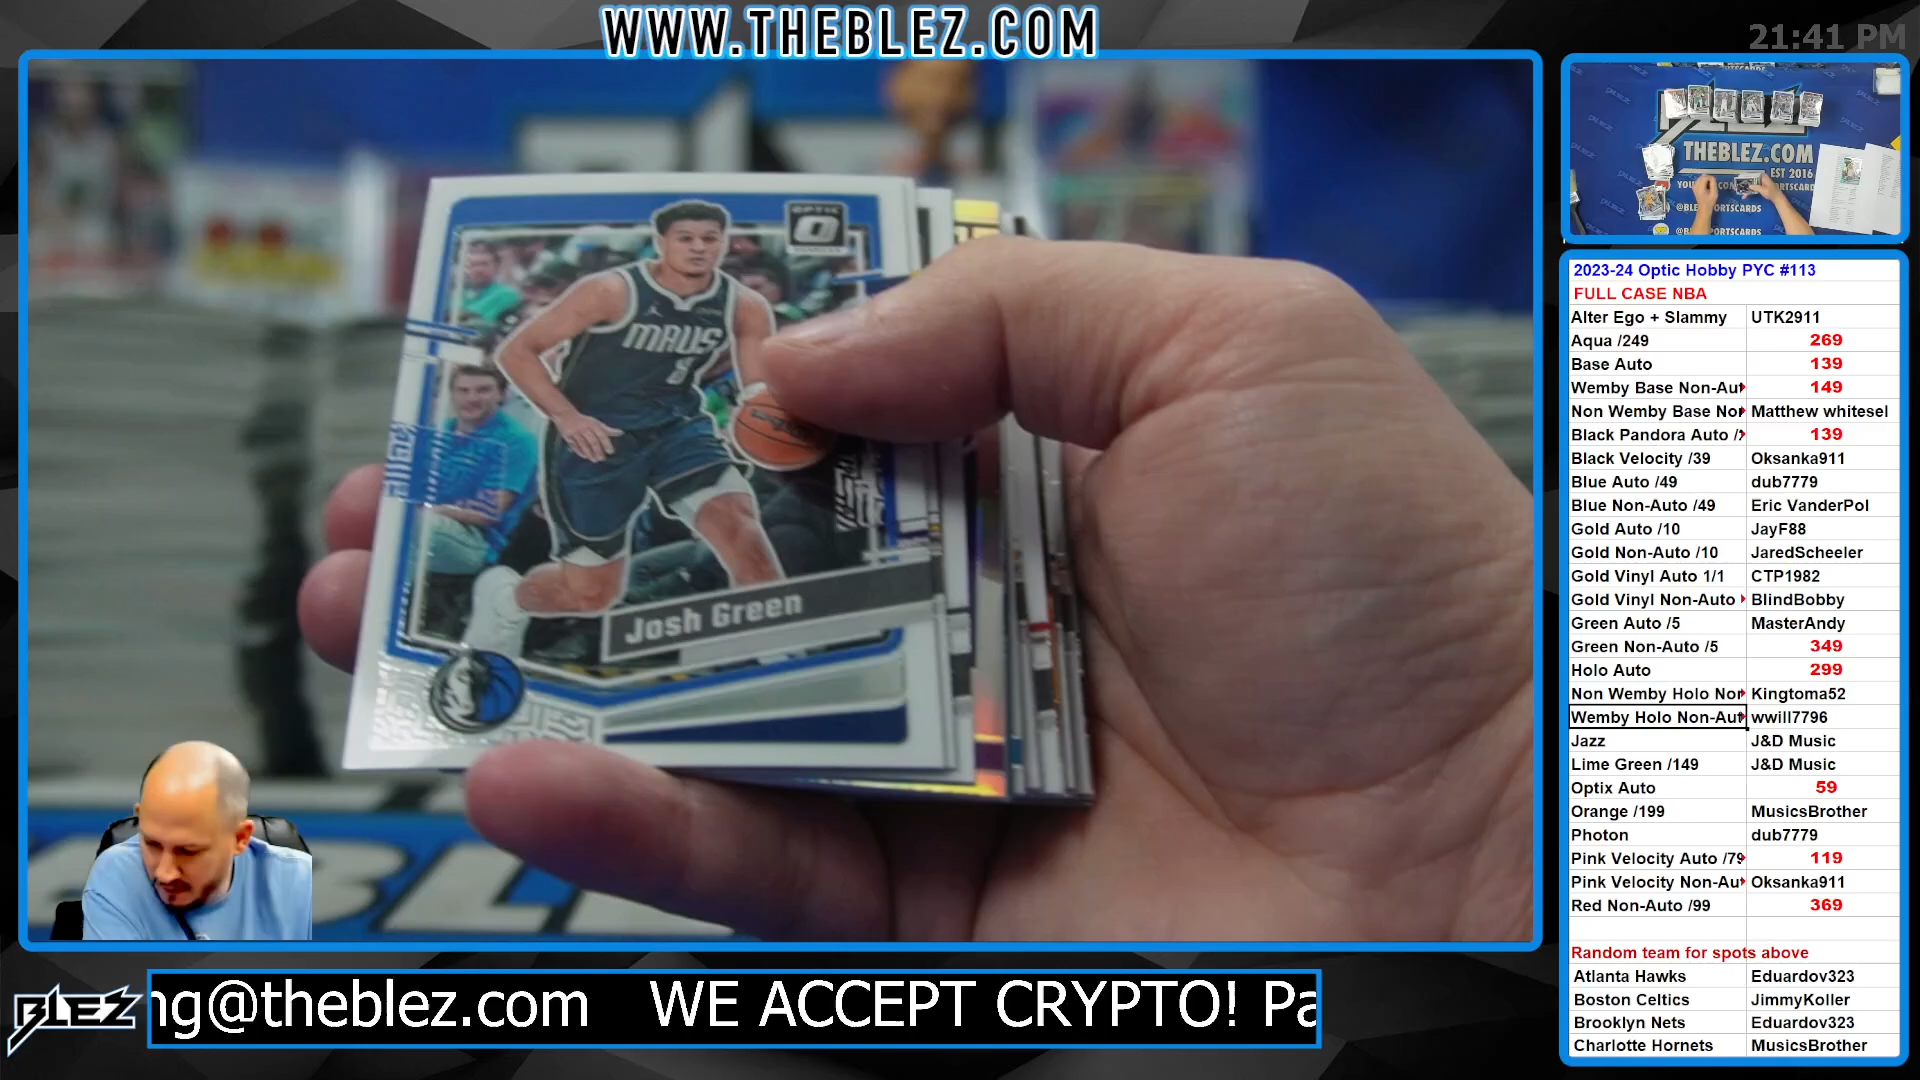 WWW.THEBLEZ.COM
21:41 PM
OPTIC
MAVS
Josh Green
THEBLEZ.COM
EST 2016
2023-24 Optic Hobby PYC #113
FULL CASE NBA
Alter Ego + Slammy UTK2911
Aqua /249 269
Base Auto 139
Wemby Base Non-Aut 149
Non Wemby Base Nor Matthew whitesel
Black Pandora Auto / 139
Black Velocity /39 Oksanka911
Blue Auto /49 dub7779
Blue Non-Auto /49 Eric VanderPol
Gold Auto /10 JayF88
Gold Non-Auto /10 JaredScheeler
Gold Vinyl Auto 1/1 CTP1982
Gold Vinyl Non-Auto BlindBobby
Green Auto /5 MasterAndy
Green Non-Auto /5 349
Holo Auto 299
Non Wemby Holo Nor Kingtoma52
Wemby Holo Non-Aut wwill7796
Jazz J&D Music
Lime Green /149 J&D Music
Optix Auto 59
Orange /199 MusicsBrother
Photon dub7779
Pink Velocity Auto /79 119
Pink Velocity Non-Aut Oksanka911
Red Non-Auto /99 369
Random team for spots above
Atlanta Hawks Eduardov323
Boston Celtics JimmyKoller
Brooklyn Nets Eduardov323
Charlotte Hornets MusicsBrother
BLEZ
ng@theblez.com WE ACCEPT CRYPTO! Pa